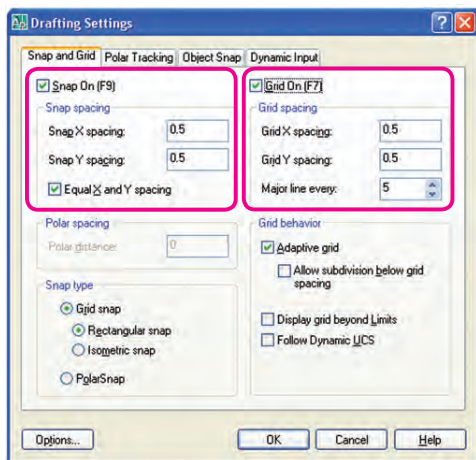 Drafting Settings
Snap and Grid Polar Tracking Object Snap Dynamic Input
Snap On (F9)
Snap spacing
Snap X spacing: 0.5
Snap Y spacing: 0.5
Equal X and Y spacing
Grid On (F7)
Grid spacing
Grid X spacing: 0.5
Grid Y spacing: 0.5
Major line every: 5
Polar spacing
Polar distance: 0
Snap type
Grid snap
Rectangular snap
Isometric snap
PolarSnap
Grid behavior
Adaptive grid
Allow subdivision below grid
spacing
Display grid beyond Limits
Follow Dynamic UCS
Options... OK Cancel Help